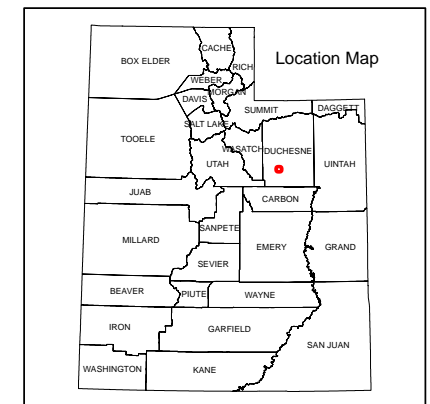 Location Map
CACHE
BOX ELDER
RICH
WEBER
MORGAN
DAVIS
SUMMIT
DAGGETT
SALT LAKE
TOOELE
WASATCH
DUCHESNE
UTAH
UINTAH
JUAB
CARBON
SANPETE
MILLARD
EMERY
GRAND
SEVIER
BEAVER
PIUTE
WAYNE
IRON
GARFIELD
SAN JUAN
WASHINGTON
KANE